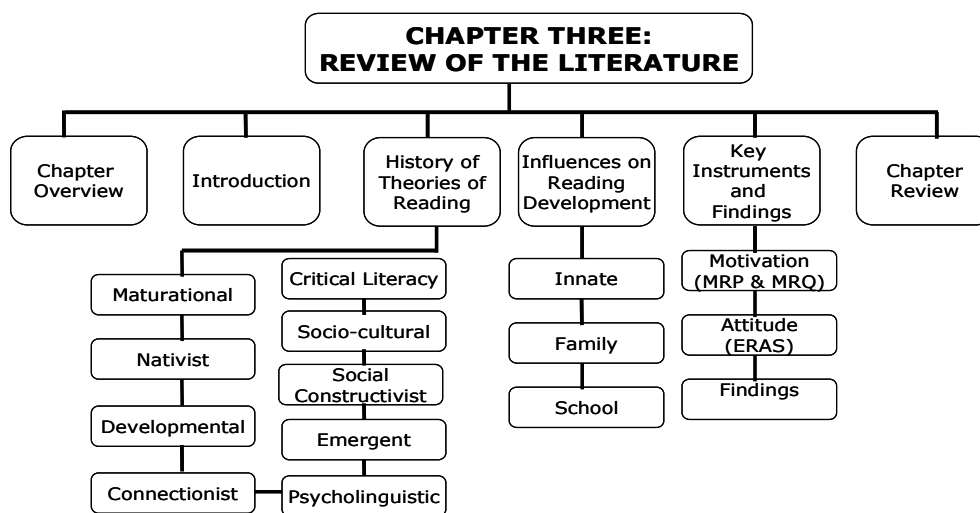 CHAPTER THREE:
REVIEW OF THE LITERATURE
Chapter
Overview
Introduction
History of
Theories of
Reading
Influences on
Reading
Development
Key
Instruments
and
Findings
Chapter
Review
Maturational
Nativist
Developmental
Connectionist
Critical Literacy
Socio-cultural
Social
Constructivist
Emergent
Psycholinguistic
Innate
Family
School
Motivation
(MRP & MRQ)
Attitude
(ERAS)
Findings